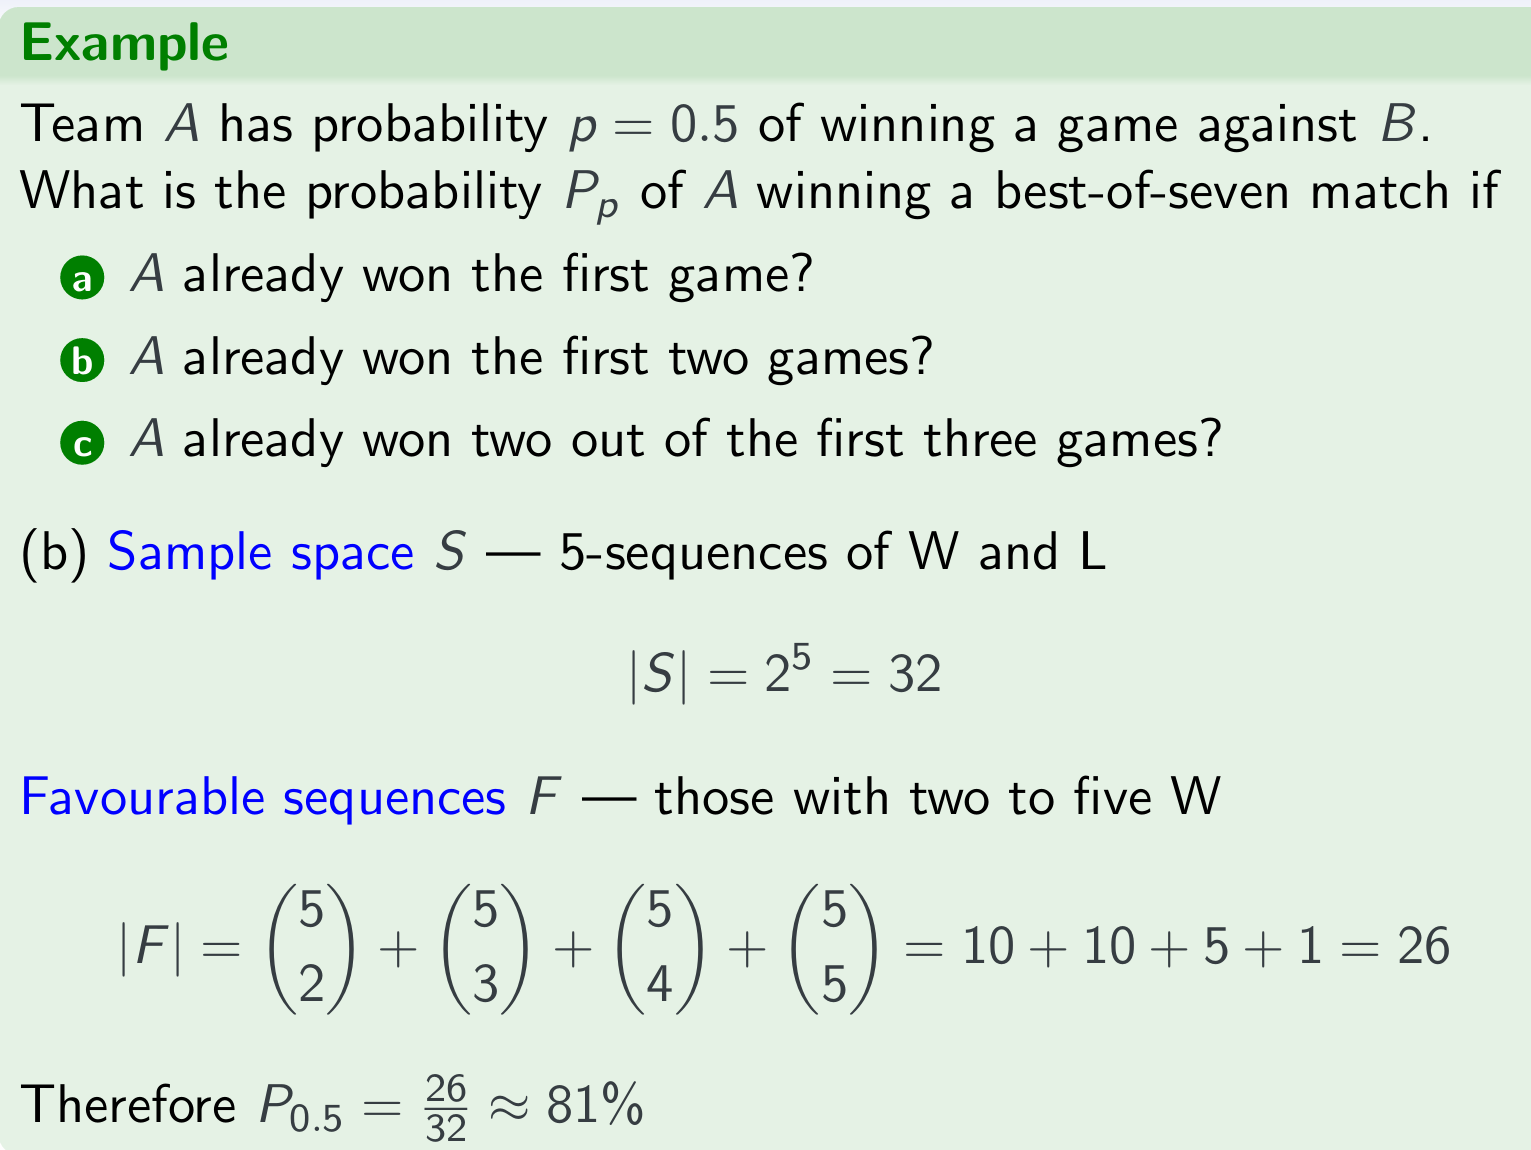 Example
Team A has probability p = 0.5 of winning a game against B.
What is the probability P_p of A winning a best-of-seven match if
a A already won the first game?
b A already won the first two games?
c A already won two out of the first three games?
(b) Sample space S — 5-sequences of W and L
|S| = 2^5 = 32
Favourable sequences F — those with two to five W
|F| = \binom{5}{2} + \binom{5}{3} + \binom{5}{4} + \binom{5}{5} = 10 + 10 + 5 + 1 = 26
Therefore P_{0.5} = \frac{26}{32} ≈ 81%